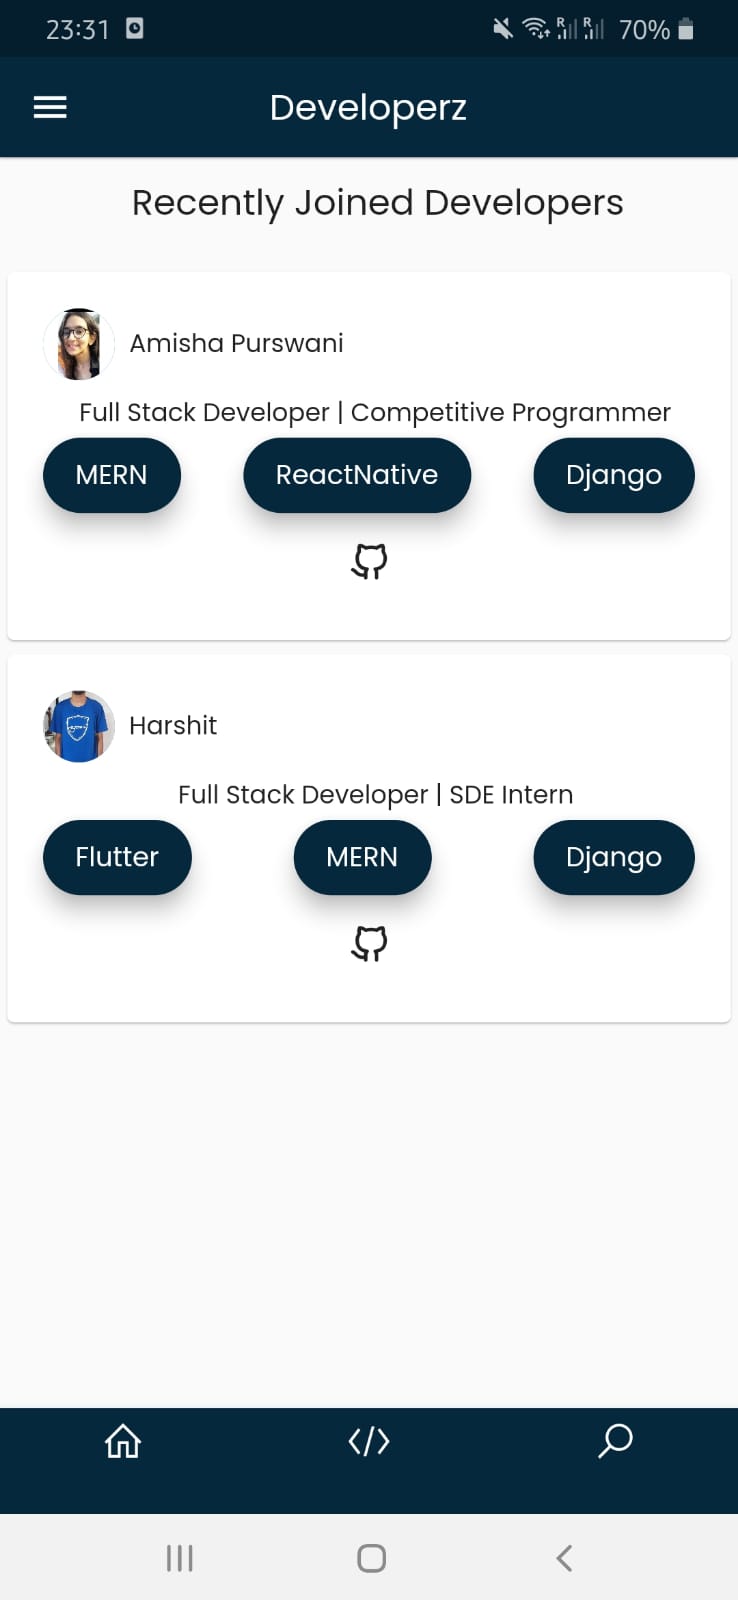 23:31 R R 70%
Developerz
Recently Joined Developers
Amisha Purswani
Full Stack Developer | Competitive Programmer
MERN ReactNative Django
Harshit
Full Stack Developer | SDE Intern
Flutter MERN Django